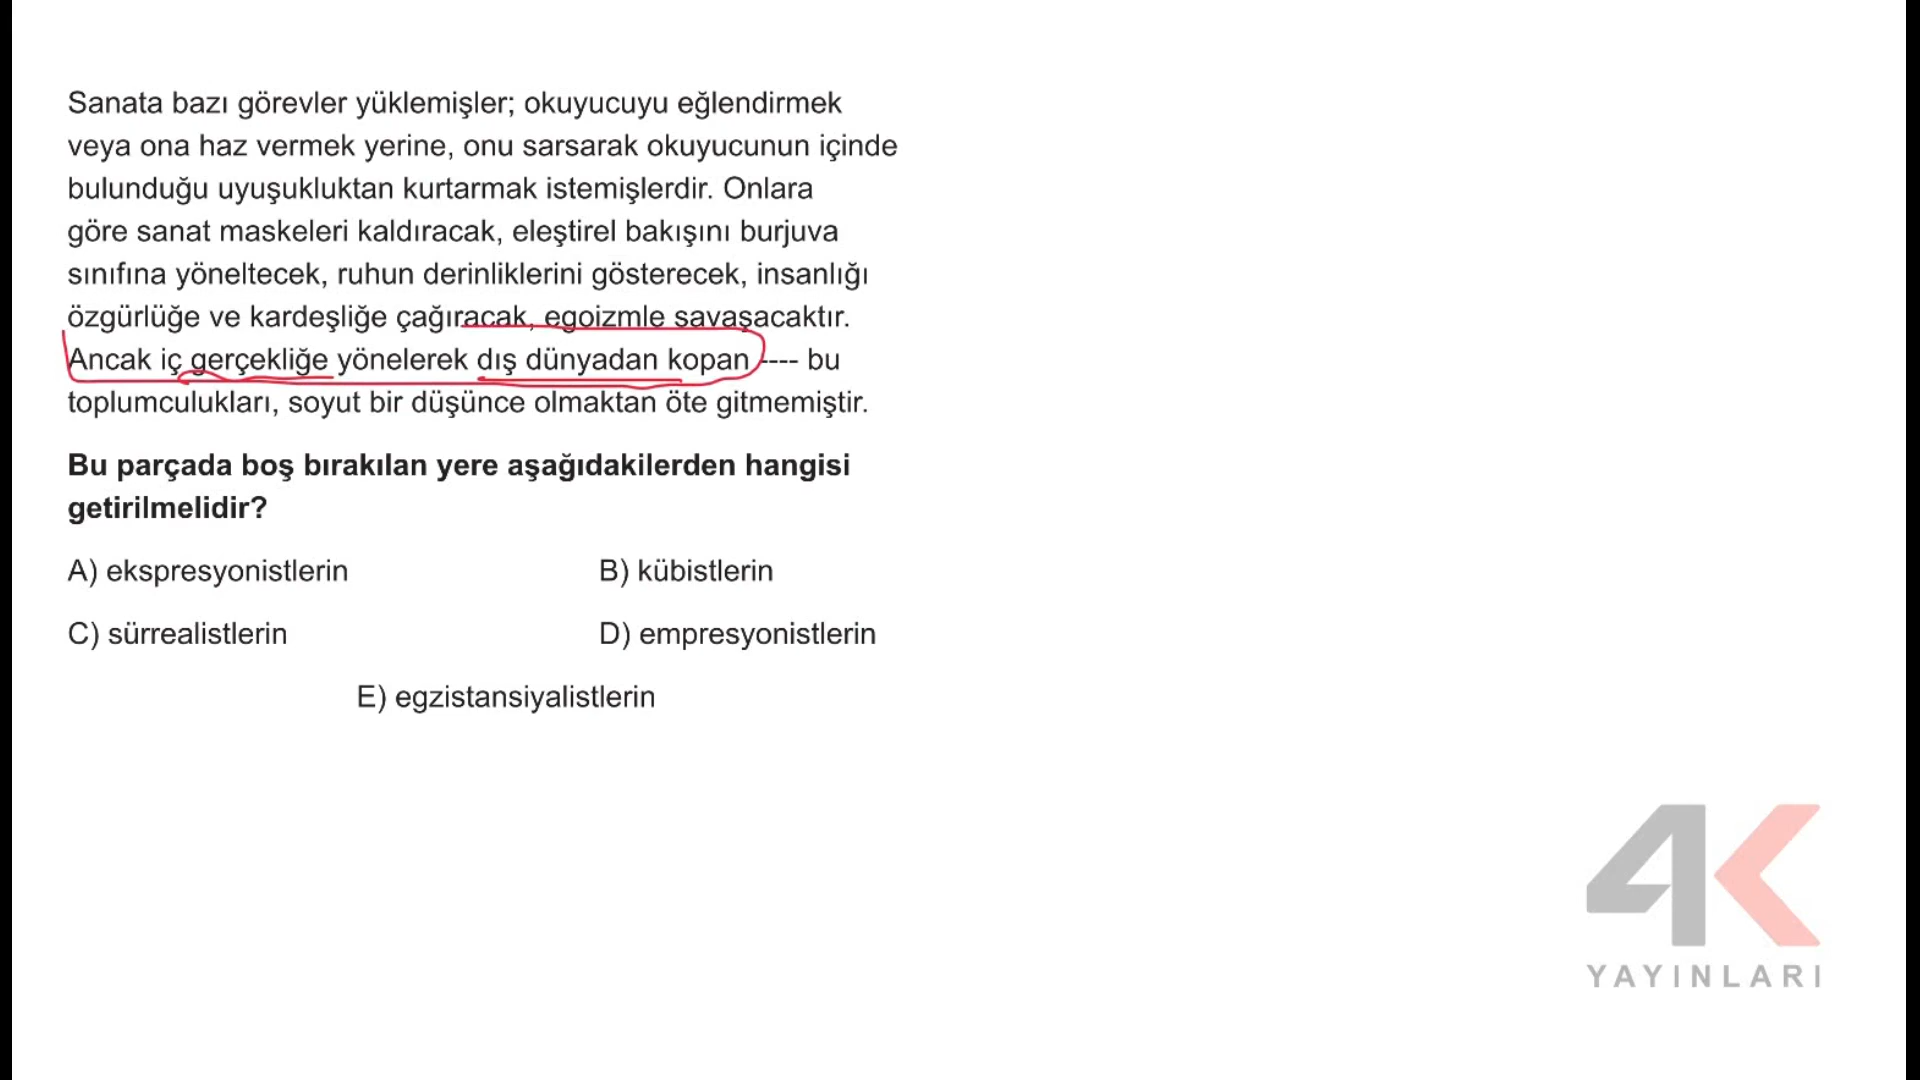 Sanata bazı görevler yüklemişler; okuyucuyu eğlendirmek
veya ona haz vermek yerine, onu sarsarak okuyucunun içinde
bulunduğu uyuşukluktan kurtarmak istemişlerdir. Onlara
göre sanat maskeleri kaldıracak, eleştirel bakışını burjuva
sınıfına yöneltecek, ruhun derinliklerini gösterecek, insanlığı
özgürlüğe ve kardeşliğe çağıracak, egoizmle savaşacaktır.
Ancak iç gerçekliğe yönelerek dış dünyadan kopan ---- bu
toplumculukları, soyut bir düşünce olmaktan öte gitmemiştir.
Bu parçada boş bırakılan yere aşağıdakilerden hangisi
getirilmelidir?
A) ekspresyonistlerin B) kübistlerin
C) sürrealistlerin D) empresyonistlerin
E) egzistansiyalistlerin
4K
YAYINLARI